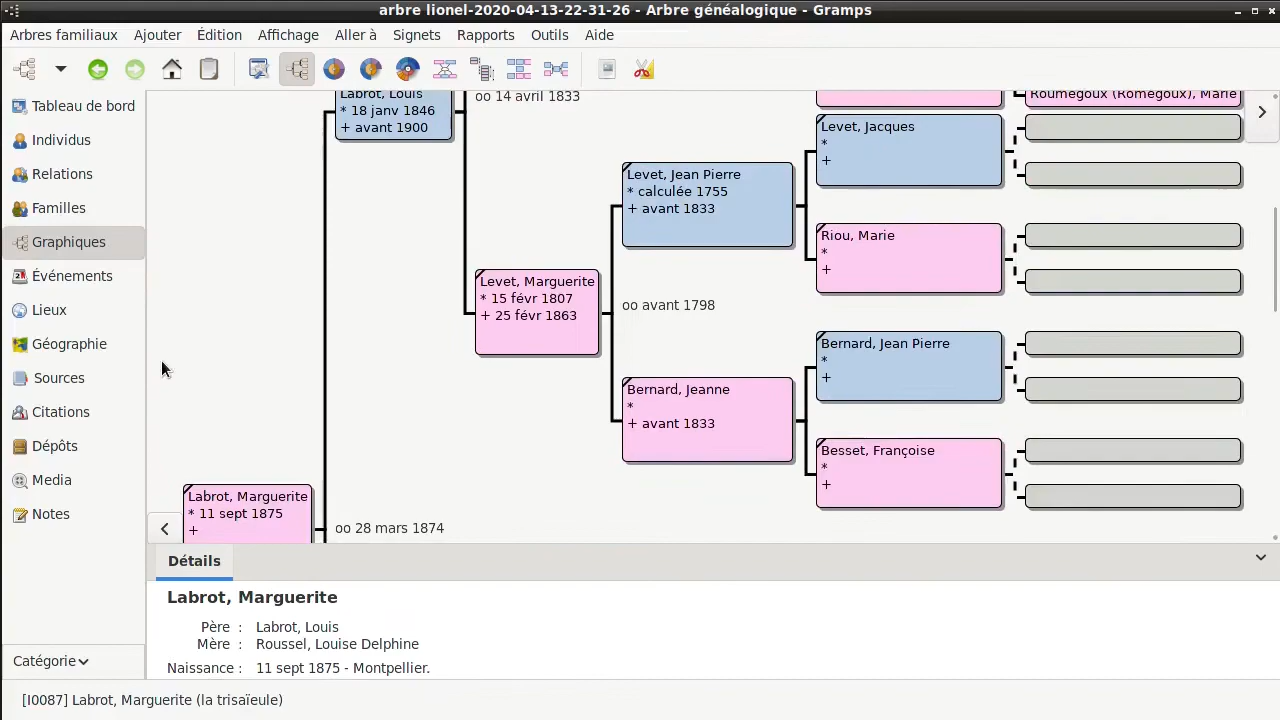 arbre lionel-2020-04-13-22-31-26 - Arbre généalogique - Gramps
Arbres familiaux Ajouter Édition Affichage Aller à Signets Rapports Outils Aide
Tableau de bord
Individus
Relations
Familles
Graphiques
Événements
Lieux
Géographie
Sources
Citations
Dépôts
Media
Notes
Catégorie
Labrot, Louis
* 18 janv 1846
+ avant 1900
oo 14 avril 1833
Roumegoux (Romegoux), Marie
Levet, Jacques
*
+
Levet, Jean Pierre
* calculée 1755
+ avant 1833
Riou, Marie
*
+
Levet, Marguerite
* 15 févr 1807
+ 25 févr 1863
oo avant 1798
Bernard, Jean Pierre
*
+
Bernard, Jeanne
*
+ avant 1833
Besset, Françoise
*
+
Labrot, Marguerite
* 11 sept 1875
+
oo 28 mars 1874
Détails
Labrot, Marguerite
Père : Labrot, Louis
Mère : Roussel, Louise Delphine
Naissance : 11 sept 1875 - Montpellier.
[I0087] Labrot, Marguerite (la trisaïeule)